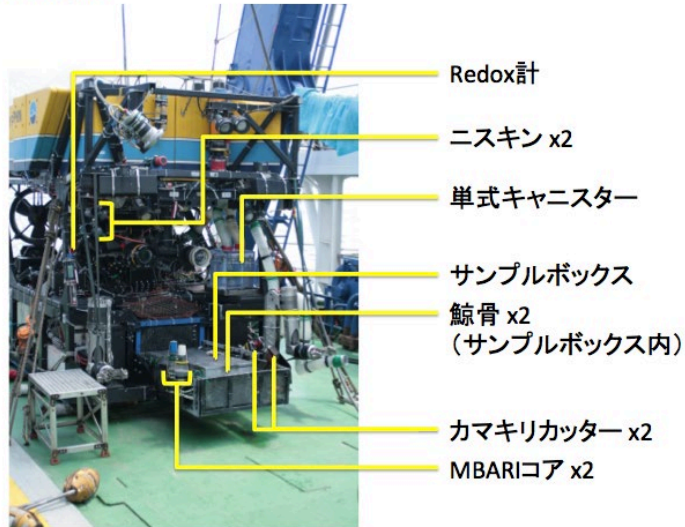 Redox計
ニスキン x2
単式キャニスター
サンプルボックス
鯨骨 x2
（サンプルボックス内）
カマキリカッター x2
MBARIコア x2